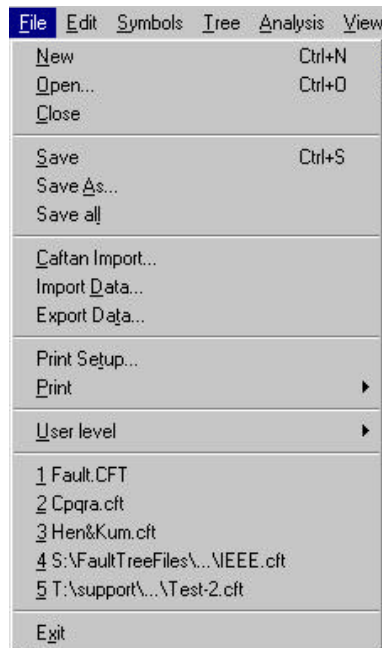 File Edit Symbols Tree Analysis View
New Ctrl+N
Open... Ctrl+O
Close
Save Ctrl+S
Save As...
Save all
Caftan Import...
Import Data...
Export Data...
Print Setup...
Print
User level
1 Fault.CFT
2 Cpqra.cft
3 Hen&Kum.cft
4 S:\FaultTreeFiles\...\IEEE.cft
5 T:\support\...\Test-2.cft
Exit